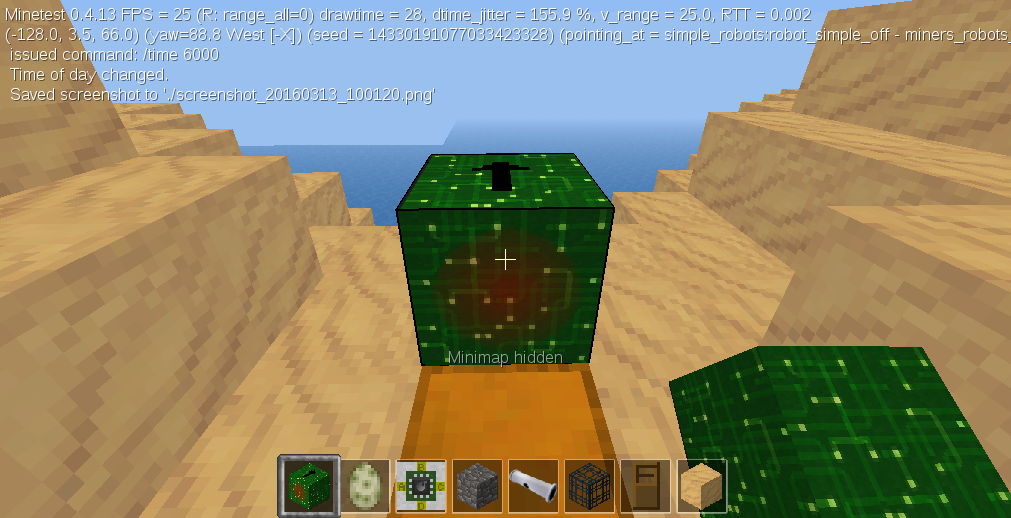 Minetest 0.4.13 FPS = 25 (R: range_all=0) drawtime = 28, dtime_jitter = 155.9 %, v_range = 25.0, RTT = 0.002
(-128.0, 3.5, 66.0) (yaw=88.8 West [-X]) (seed = 14330191077033423328) (pointing_at = simple_robots:robot_simple_off - miners_robots_
issued command: /time 6000
Time of day changed.
Saved screenshot to './screenshot_20160313_100120.png'
Minimap hidden